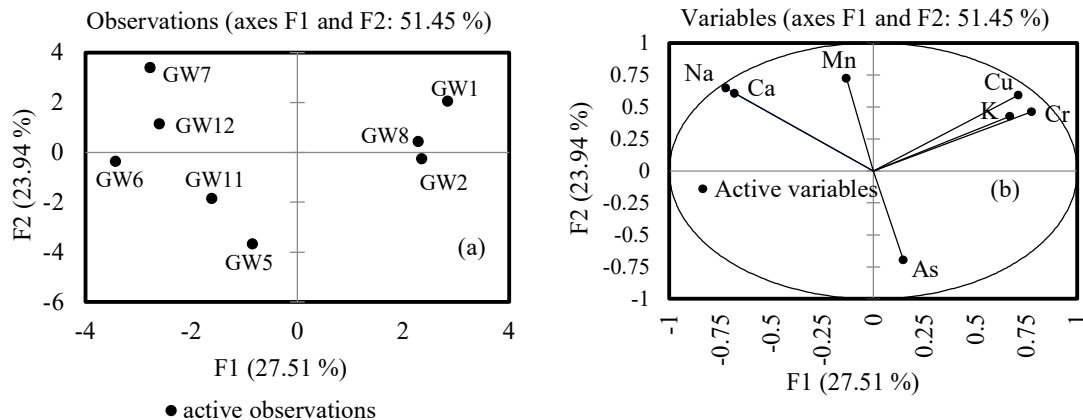 Observations (axes F1 and F2: 51.45 %)
4
2
0
-2
-4
-6
F2 (23.94 %)
GW7
GW12
GW1
GW8
GW6
GW2
GW11
GW5
(a)
-4
-2
0
2
4
F1 (27.51 %)
active observations
Variables (axes F1 and F2: 51.45 %)
1
0.75
0.5
0.25
0
-0.25
-0.5
-0.75
-1
F2 (23.94 %)
Na
Ca
Mn
Cu
K
Cr
Active variables
(b)
As
-1
-0.75
-0.5
-0.25
0
0.25
0.5
0.75
1
F1 (27.51 %)